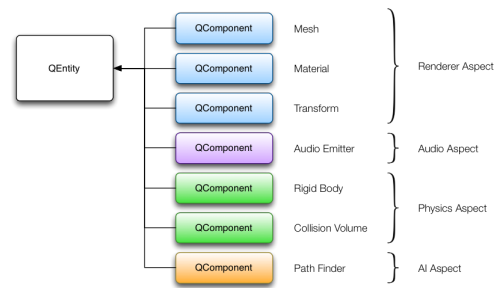 QEntity
QComponent Mesh
QComponent Material
QComponent Transform
Renderer Aspect
QComponent Audio Emitter
Audio Aspect
QComponent Rigid Body
QComponent Collision Volume
Physics Aspect
QComponent Path Finder
AI Aspect